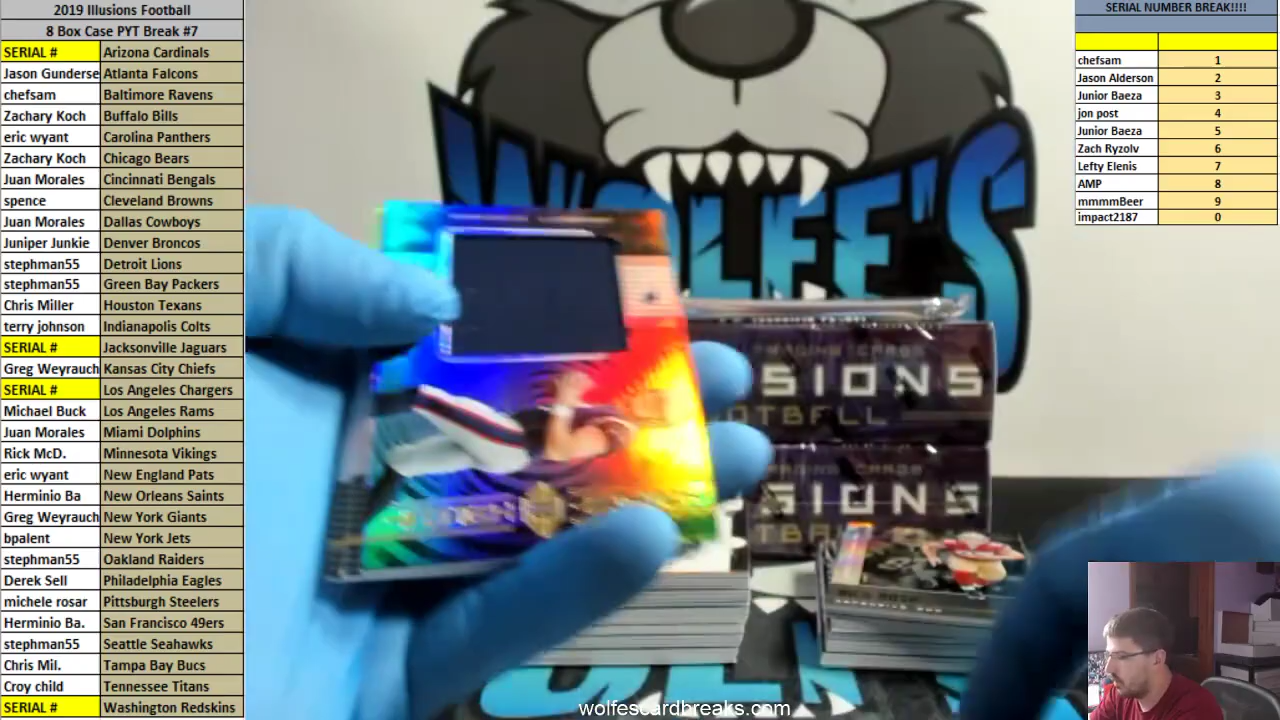 2019 Illusions Football
8 Box Case PYT Break #7
SERIAL # Arizona Cardinals
Jason Gunderse Atlanta Falcons
chefsam Baltimore Ravens
Zachary Koch Buffalo Bills
eric wyant Carolina Panthers
Zachary Koch Chicago Bears
Juan Morales Cincinnati Bengals
spence Cleveland Browns
Juan Morales Dallas Cowboys
Juniper Junkie Denver Broncos
stephman55 Detroit Lions
stephman55 Green Bay Packers
Chris Miller Houston Texans
terry johnson Indianapolis Colts
SERIAL # Jacksonville Jaguars
Greg Weyrauch Kansas City Chiefs
SERIAL # Los Angeles Chargers
Michael Buck Los Angeles Rams
Juan Morales Miami Dolphins
Rick McD. Minnesota Vikings
eric wyant New England Pats
Herminio Ba New Orleans Saints
Greg Weyrauch New York Giants
bpalent New York Jets
stephman55 Oakland Raiders
Derek Sell Philadelphia Eagles
michele rosar Pittsburgh Steelers
Herminio Ba. San Francisco 49ers
stephman55 Seattle Seahawks
Chris Mil. Tampa Bay Bucs
Croy child Tennessee Titans
SERIAL # Washington Redskins
WOLFE'S
TRADING CARDS
SIONS
OTBALL
TRADING CARDS
SIONS
wolfescardbreaks.com
SERIAL NUMBER BREAK!!!!
chefsam 1
Jason Alderson 2
Junior Baeza 3
jon post 4
Junior Baeza 5
Zach Ryzolv 6
Lefty Elenis 7
AMP 8
mmmmBeer 9
impact2187 0